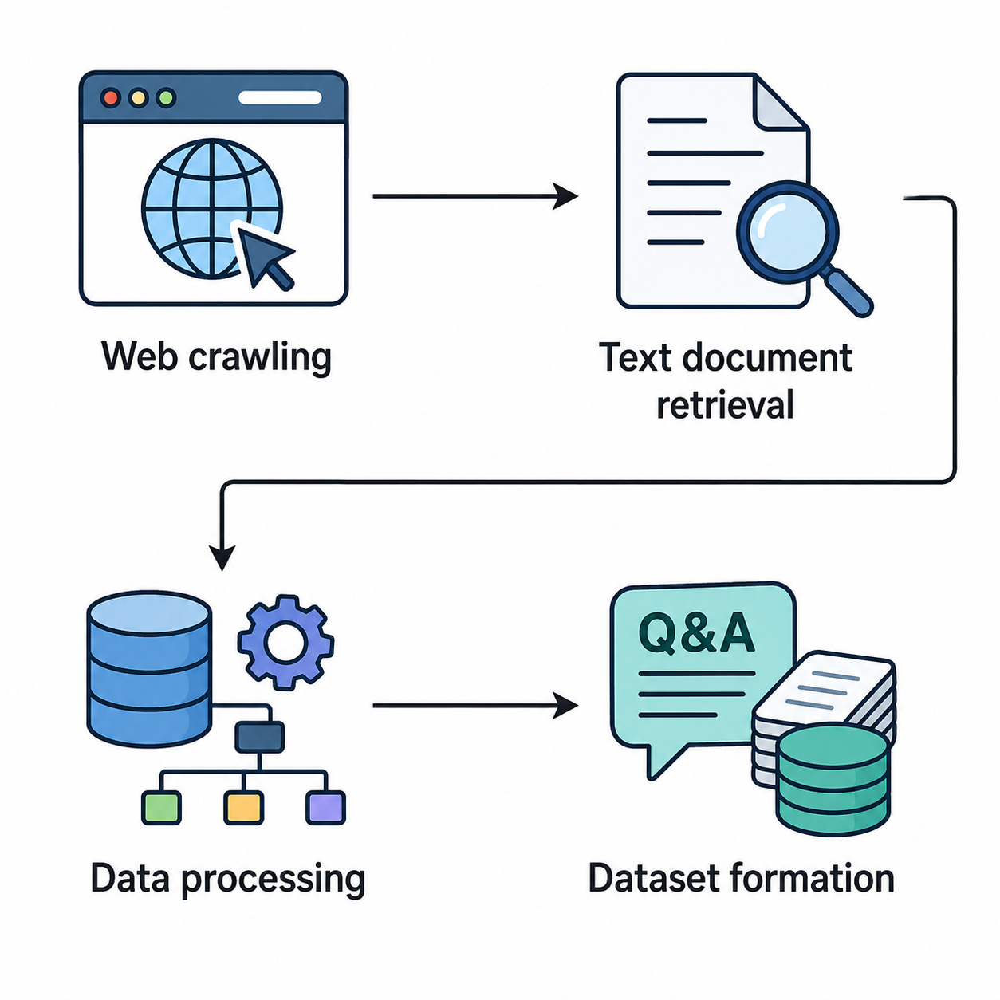 Web crawling
Text document
retrieval
Q&A
Data processing
Dataset formation